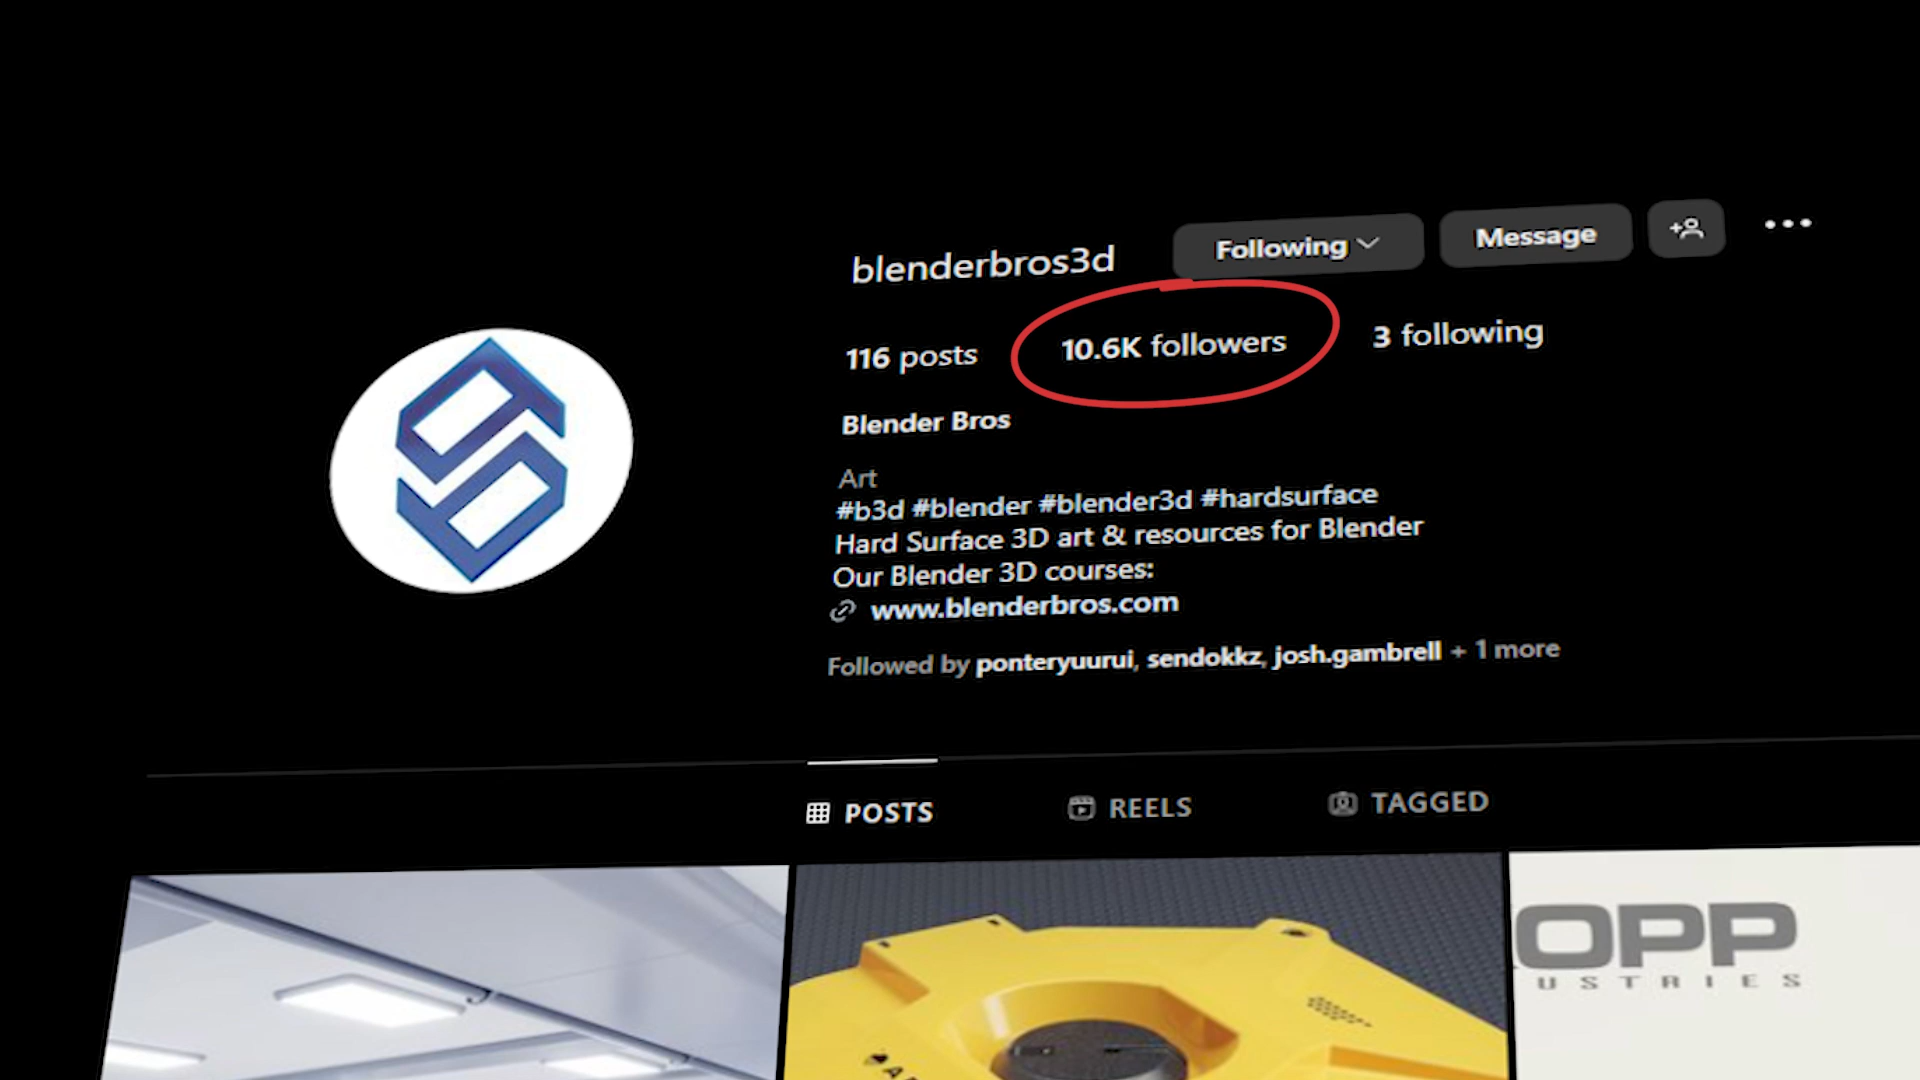 blenderbros3d
Following
Message
116 posts
10.6K followers
3 following
Blender Bros
Art
#b3d #blender #blender3d #hardsurface
Hard Surface 3D art & resources for Blender
Our Blender 3D courses:
www.blenderbros.com
Followed by ponteryuurui, sendokkz, josh.gambrell + 1 more
POSTS
REELS
TAGGED
OPP
USTRIES